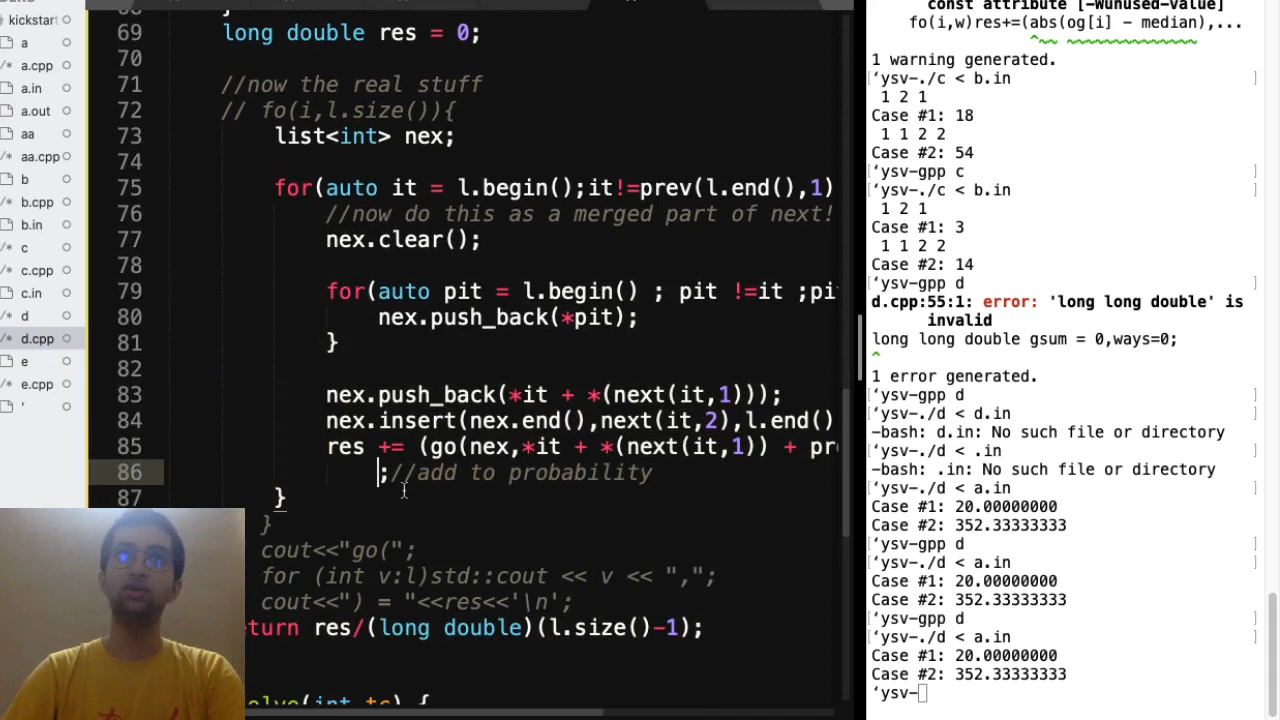 kickstart
a
a.cpp
a.in
a.out
aa
aa.cpp
b
b.cpp
b.in
c
c.cpp
c.in
d
d.cpp
e
e.cpp
'
69 long double res = 0;
70
71 //now the real stuff
72 // fo(i,l.size()){
73 list<int> nex;
74
75 for(auto it = l.begin();it!=prev(l.end(),1)
76 //now do this as a merged part of next!
77 nex.clear();
78
79 for(auto pit = l.begin() ; pit !=it ;pi
80 nex.push_back(*pit);
81 }
82
83 nex.push_back(*it + *(next(it,1)));
84 nex.insert(nex.end(),next(it,2),l.end()
85 res += (go(nex,*it + *(next(it,1)) + pr
86 ;//add to probability
87 }
}
cout<<"go(";
for (int v:l)std::cout << v << ",";
cout<<") = "<<res<<'\n';
turn res/(long double)(l.size()-1);
const attribute [-Wunused-value]
fo(i,w)res+=(abs(og[i] - median),...
^~~ ~~~~~~~~~~~~~~~
1 warning generated.
[‘ysv-./c < b.in ]
1 2 1
Case #1: 18
1 1 2 2
Case #2: 54
[‘ysv-gpp c ]
[‘ysv-./c < b.in ]
1 2 1
Case #1: 3
1 1 2 2
Case #2: 14
[‘ysv-gpp d ]
d.cpp:55:1: error: 'long long double' is
invalid
long long double gsum = 0,ways=0;
^
1 error generated.
[‘ysv-gpp d ]
[‘ysv-./d < d.in ]
-bash: d.in: No such file or directory
[‘ysv-./d < .in ]
-bash: .in: No such file or directory
[‘ysv-./d < a.in ]
Case #1: 20.00000000
Case #2: 352.33333333
[‘ysv-gpp d ]
[‘ysv-./d < a.in ]
Case #1: 20.00000000
Case #2: 352.33333333
[‘ysv-gpp d ]
[‘ysv-./d < a.in ]
Case #1: 20.00000000
Case #2: 352.33333333
‘ysv-